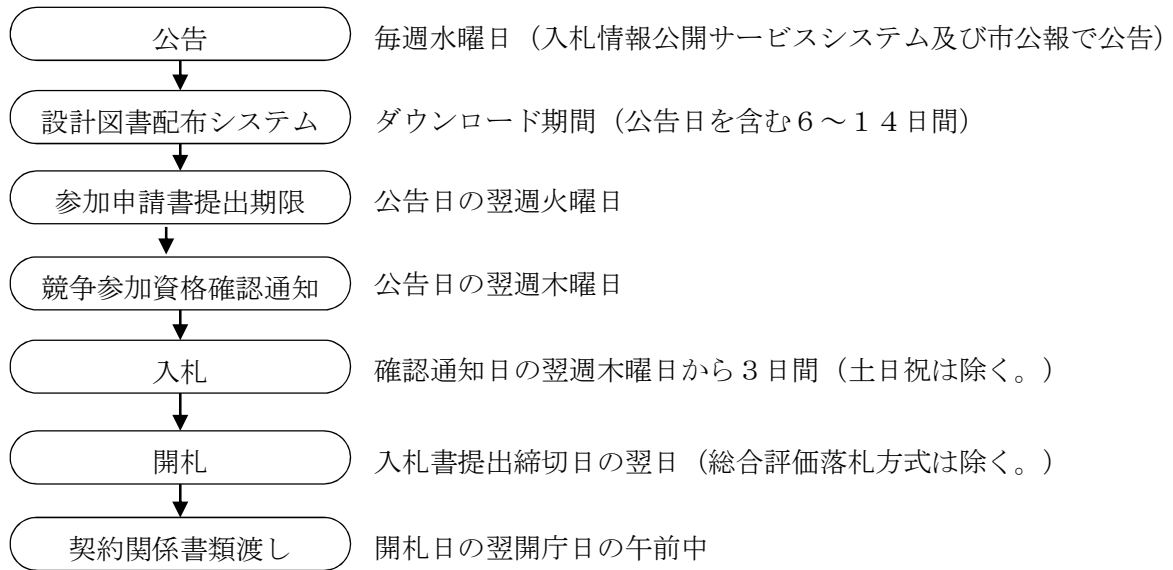 公告 毎週水曜日（入札情報公開サービスシステム及び市公報で公告）
設計図書配布システム ダウンロード期間（公告日を含む６～１４日間）
参加申請書提出期限 公告日の翌週火曜日
競争参加資格確認通知 公告日の翌週木曜日
入札 確認通知日の翌週木曜日から３日間（土日祝は除く。）
開札 入札書提出締切日の翌日（総合評価落札方式は除く。）
契約関係書類渡し 開札日の翌開庁日の午前中